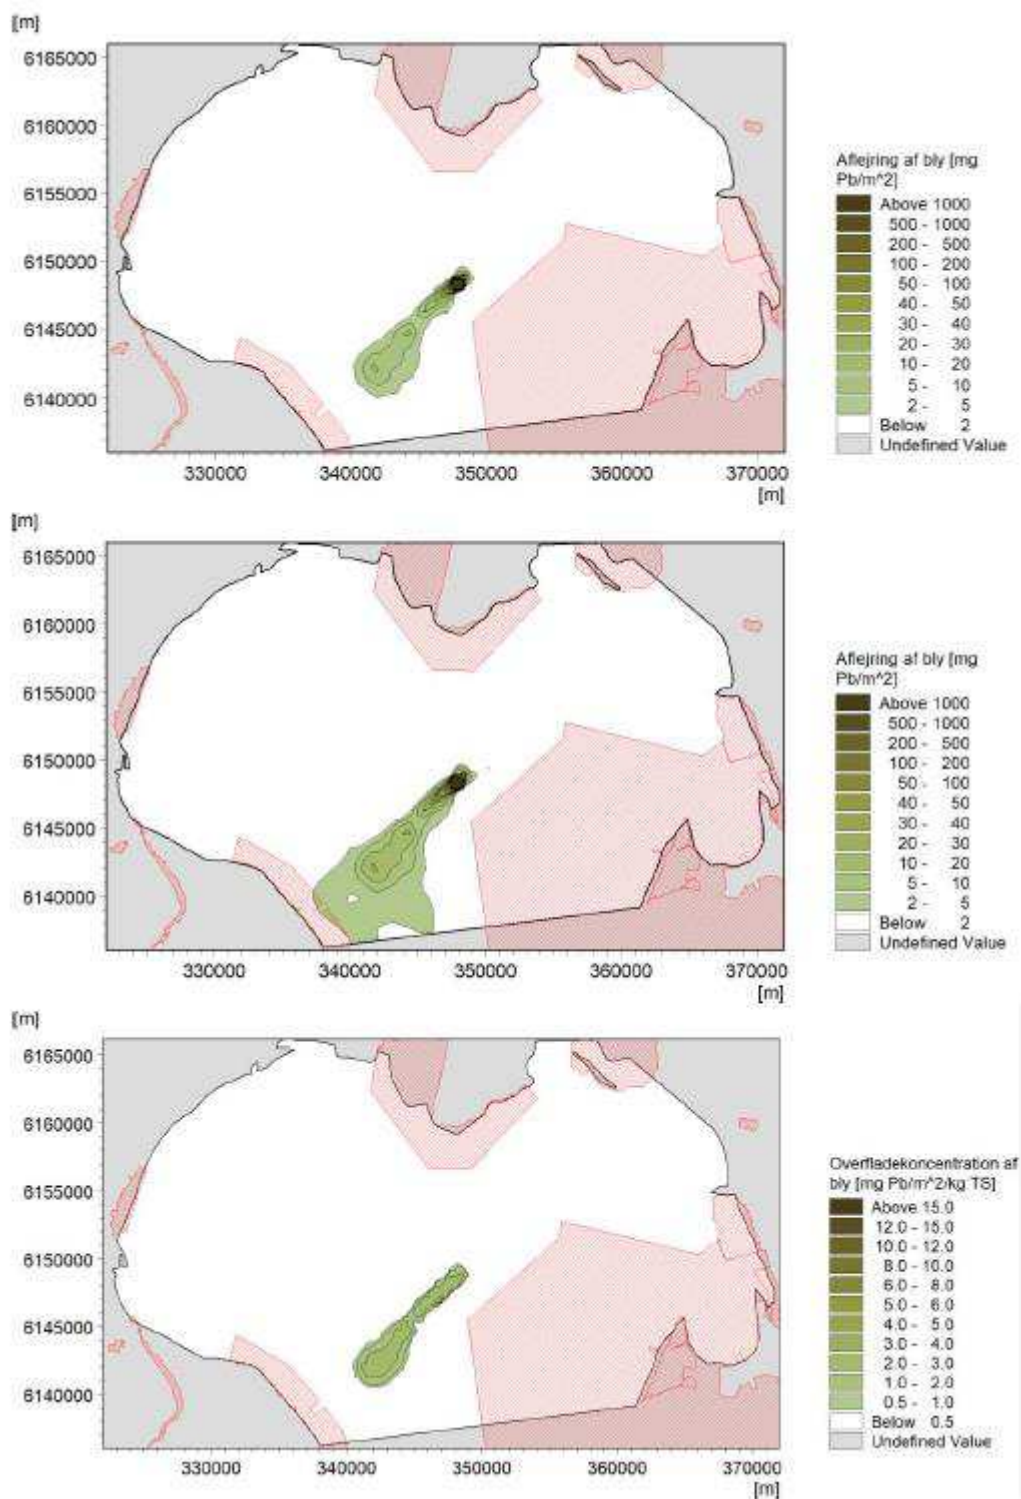 [m]
6165000
6160000
6155000
6150000
6145000
6140000
330000 340000 350000 360000 370000
[m]
Aflejring af bly [mg
Pb/m^2]
Above 1000
500 - 1000
200 - 500
100 - 200
50 - 100
40 - 50
30 - 40
20 - 30
10 - 20
5 - 10
2 - 5
Below 2
Undefined Value
[m]
6165000
6160000
6155000
6150000
6145000
6140000
330000 340000 350000 360000 370000
[m]
Aflejring af bly [mg
Pb/m^2]
Above 1000
500 - 1000
200 - 500
100 - 200
50 - 100
40 - 50
30 - 40
20 - 30
10 - 20
5 - 10
2 - 5
Below 2
Undefined Value
[m]
6165000
6160000
6155000
6150000
6145000
6140000
330000 340000 350000 360000 370000
[m]
Overfladekoncentration af
bly [mg Pb/m^2/kg TS]
Above 15.0
12.0 - 15.0
10.0 - 12.0
8.0 - 10.0
6.0 - 8.0
5.0 - 6.0
4.0 - 5.0
3.0 - 4.0
2.0 - 3.0
1.0 - 2.0
0.5 - 1.0
Below 0.5
Undefined Value